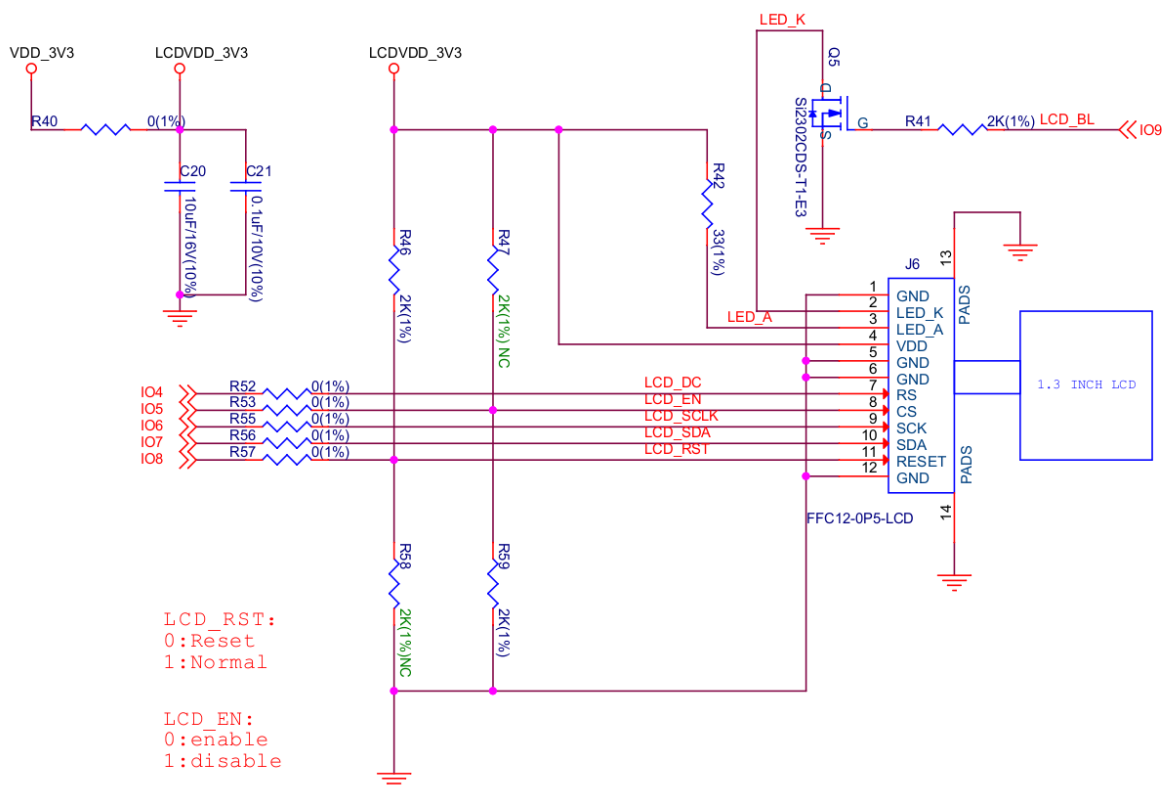 LED_K
VDD_3V3
LCDVDD_3V3
LCDVDD_3V3
Q5
D
G
S
Si2302CDS-T1-E3
R40
0(1%)
R41
2K(1%)
LCD_BL
IO9
C20
10uF/16V(10%)
C21
0.1uF/10V(10%)
R42
33(1%)
R46
2K(1%)
R47
2K(1%) NC
J6
13
PADS
LED_A
1
GND
2
LED_K
3
LED_A
4
VDD
5
GND
6
GND
7
RS
8
CS
9
SCK
10
SDA
11
RESET
12
GND
1.3 INCH LCD
IO4
R52
0(1%)
LCD_DC
IO5
R53
0(1%)
LCD_EN
IO6
R55
0(1%)
LCD_SCLK
IO7
R56
0(1%)
LCD_SDA
IO8
R57
0(1%)
LCD_RST
PADS
14
FFC12-0P5-LCD
R58
2K(1%)NC
R59
2K(1%)
LCD_RST:
0:Reset
1:Normal
LCD_EN:
0:enable
1:disable